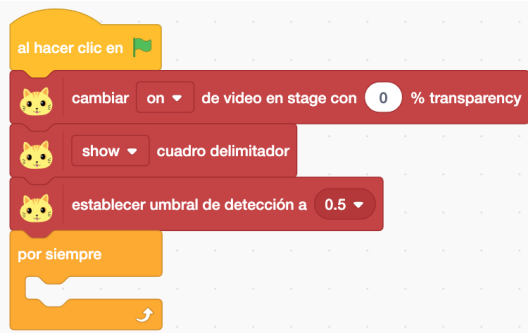 al hacer clic en
cambiar on de video en stage con 0 % transparency
show cuadro delimitador
establecer umbral de detección a 0.5
por siempre